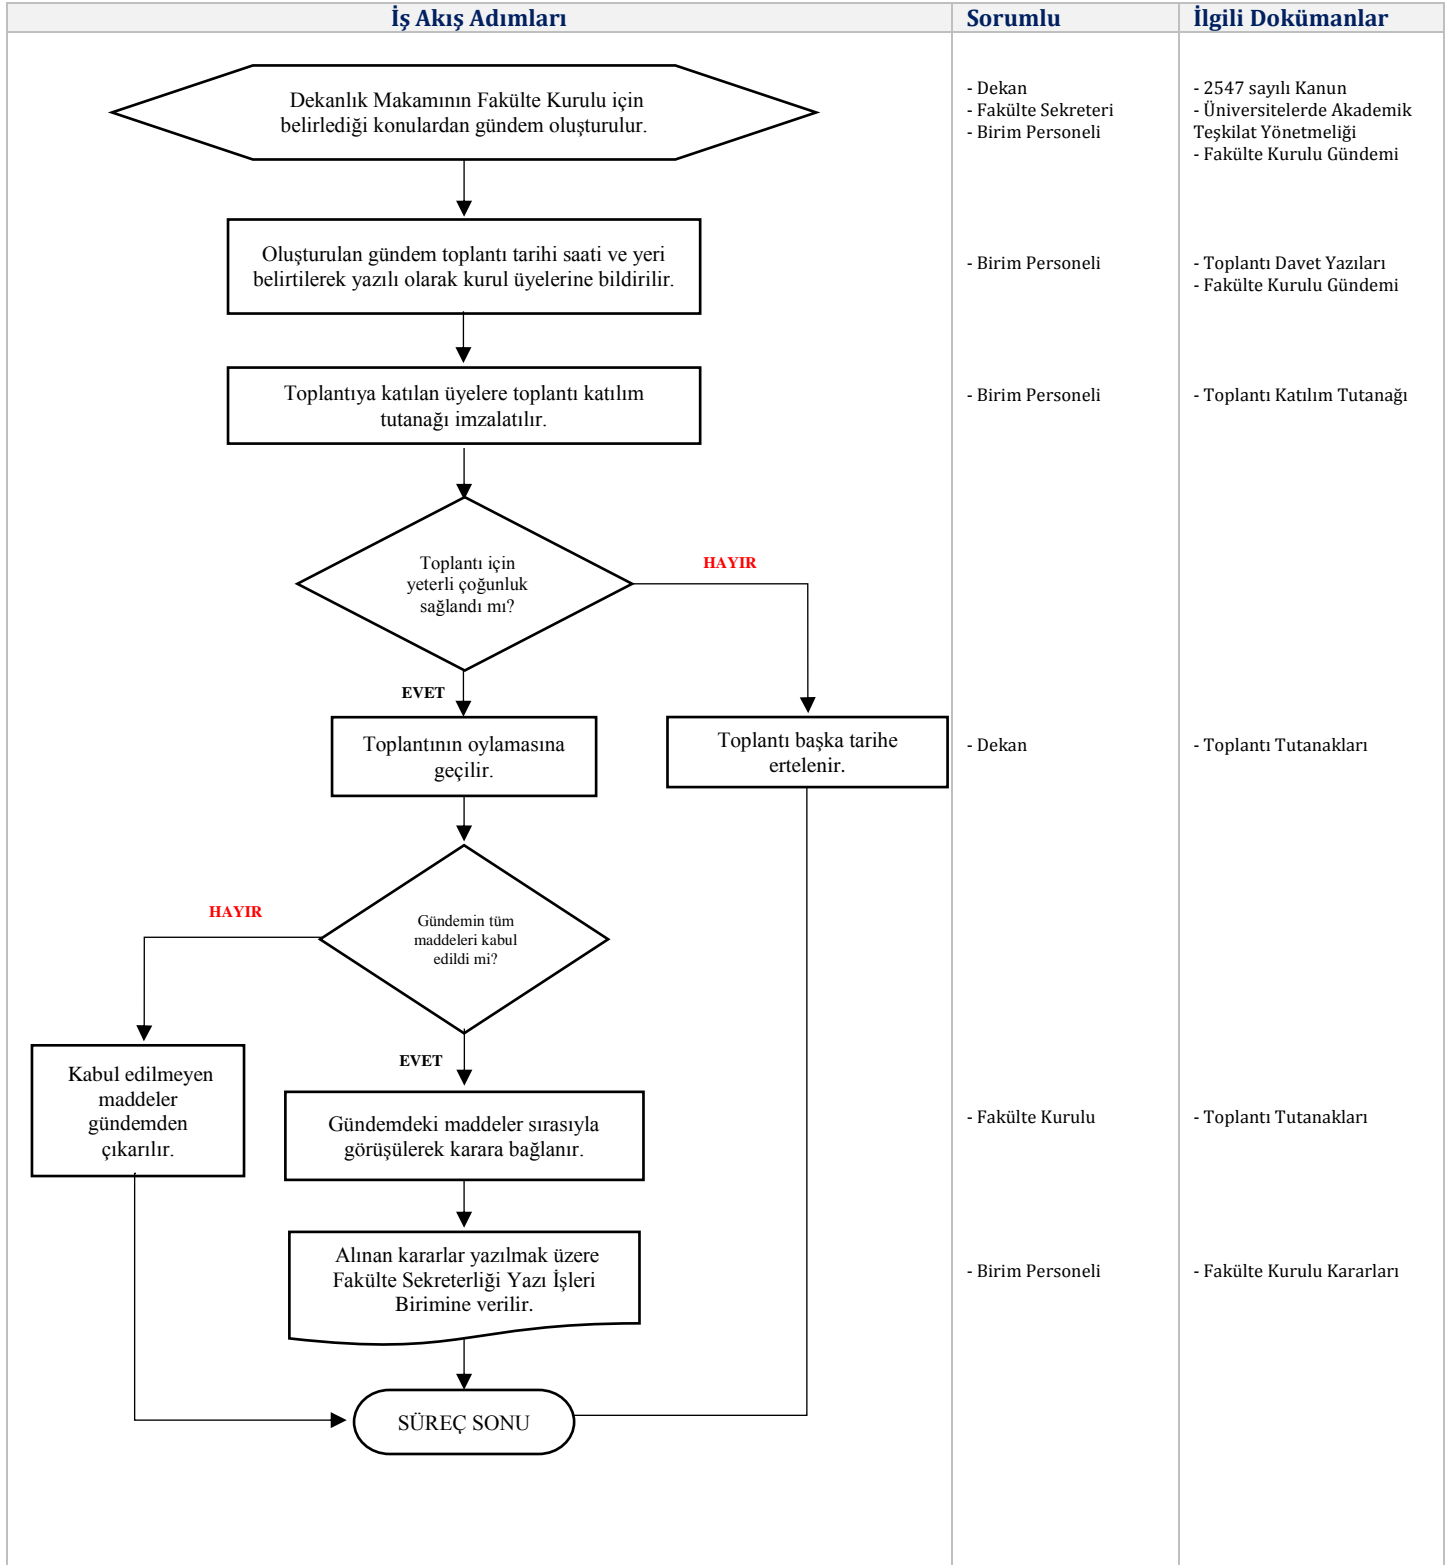 İş Akış Adımları
Sorumlu
İlgili Dokümanlar
Dekanlık Makamının Fakülte Kurulu için
belirlediği konulardan gündem oluşturulur.
- Dekan
- Fakülte Sekreteri
- Birim Personeli
- 2547 sayılı Kanun
- Üniversitelerde Akademik
Teşkilat Yönetmeliği
- Fakülte Kurulu Gündemi
Oluşturulan gündem toplantı tarihi saati ve yeri
belirtilerek yazılı olarak kurul üyelerine bildirilir.
- Birim Personeli
- Toplantı Davet Yazıları
- Fakülte Kurulu Gündemi
Toplantıya katılan üyelere toplantı katılım
tutanağı imzalatılır.
- Birim Personeli
- Toplantı Katılım Tutanağı
Toplantı için
yeterli çoğunluk
sağlandı mı?
HAYIR
EVET
Toplantının oylamasına
geçilir.
Toplantı başka tarihe
ertelenir.
- Dekan
- Toplantı Tutanakları
Gündemin tüm
maddeleri kabul
edildi mi?
HAYIR
EVET
Kabul edilmeyen
maddeler
gündemden
çıkarılır.
Gündemdeki maddeler sırasıyla
görüşülerek karara bağlanır.
- Fakülte Kurulu
- Toplantı Tutanakları
Alınan kararlar yazılmak üzere
Fakülte Sekreterliği Yazı İşleri
Birimine verilir.
- Birim Personeli
- Fakülte Kurulu Kararları
SÜREÇ SONU